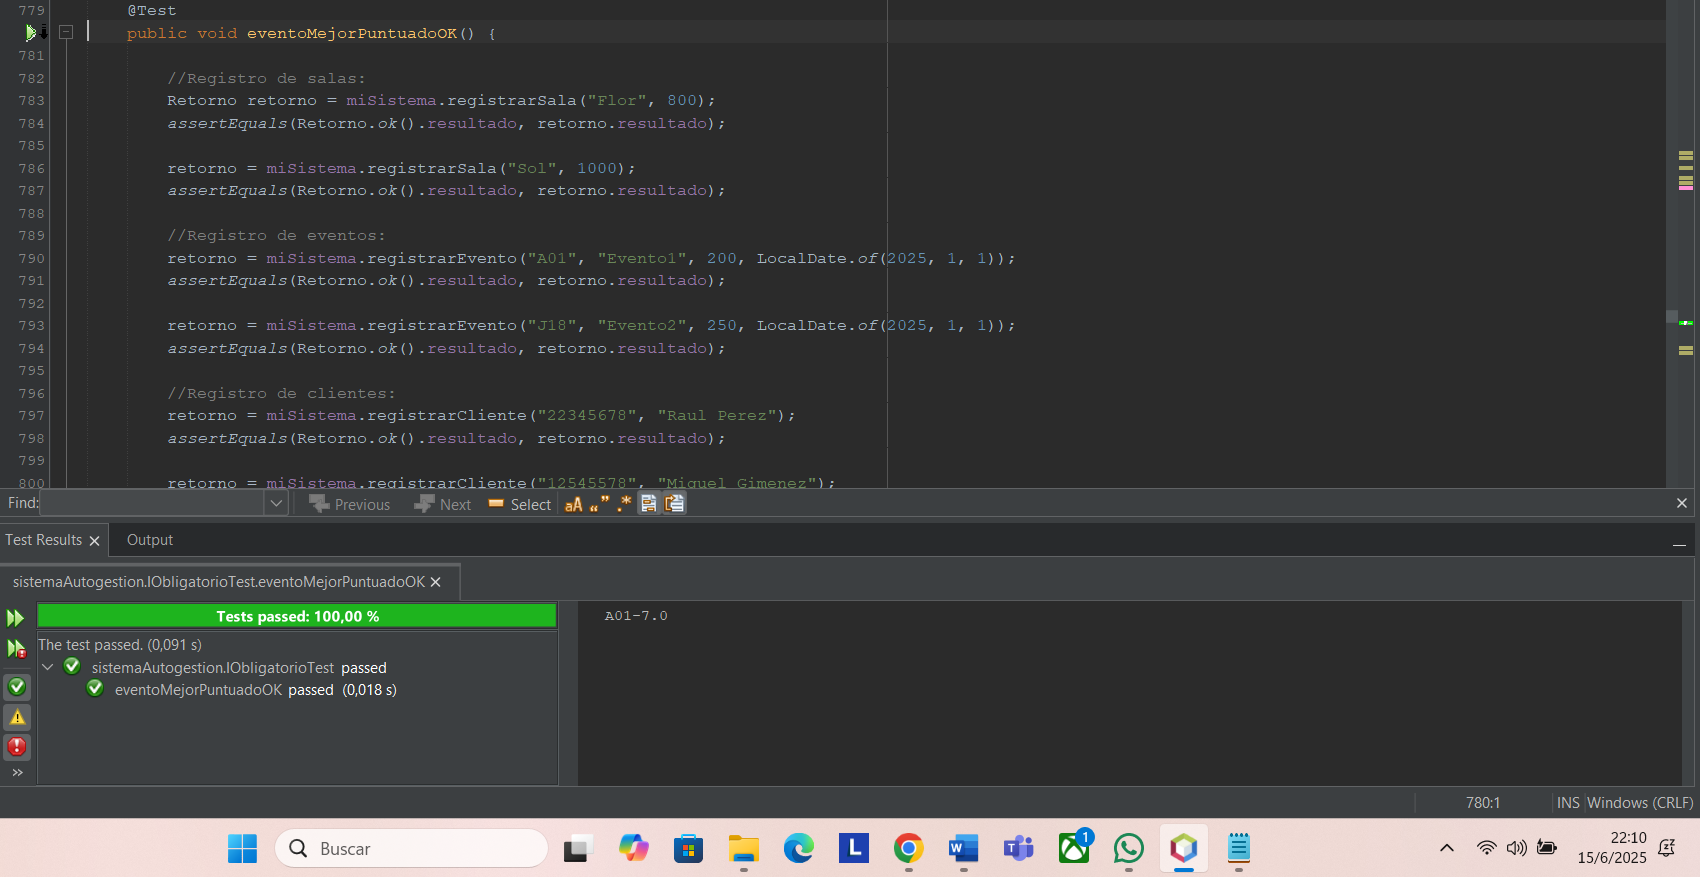 779 @Test
public void eventoMejorPuntuadoOK() {
781
782 //Registro de salas:
783 Retorno retorno = miSistema.registrarSala("Flor", 800);
784 assertEquals(Retorno.ok().resultado, retorno.resultado);
785
786 retorno = miSistema.registrarSala("Sol", 1000);
787 assertEquals(Retorno.ok().resultado, retorno.resultado);
788
789 //Registro de eventos:
790 retorno = miSistema.registrarEvento("A01", "Evento1", 200, LocalDate.of(2025, 1, 1));
791 assertEquals(Retorno.ok().resultado, retorno.resultado);
792
793 retorno = miSistema.registrarEvento("J18", "Evento2", 250, LocalDate.of(2025, 1, 1));
794 assertEquals(Retorno.ok().resultado, retorno.resultado);
795
796 //Registro de clientes:
797 retorno = miSistema.registrarCliente("22345678", "Raul Perez");
798 assertEquals(Retorno.ok().resultado, retorno.resultado);
799
800 retorno = miSistema.registrarCliente("12545578", "Miguel Gimenez");
Find: Previous Next Select aA “ ” .*
Test Results Output
sistemaAutogestion.IObligatorioTest.eventoMejorPuntuadoOK
Tests passed: 100,00 %
The test passed. (0,091 s)
sistemaAutogestion.IObligatorioTest passed
eventoMejorPuntuadoOK passed (0,018 s)
A01-7.0
780:1 INS Windows (CRLF)
Buscar
L
W
T
1
22:10
15/6/2025